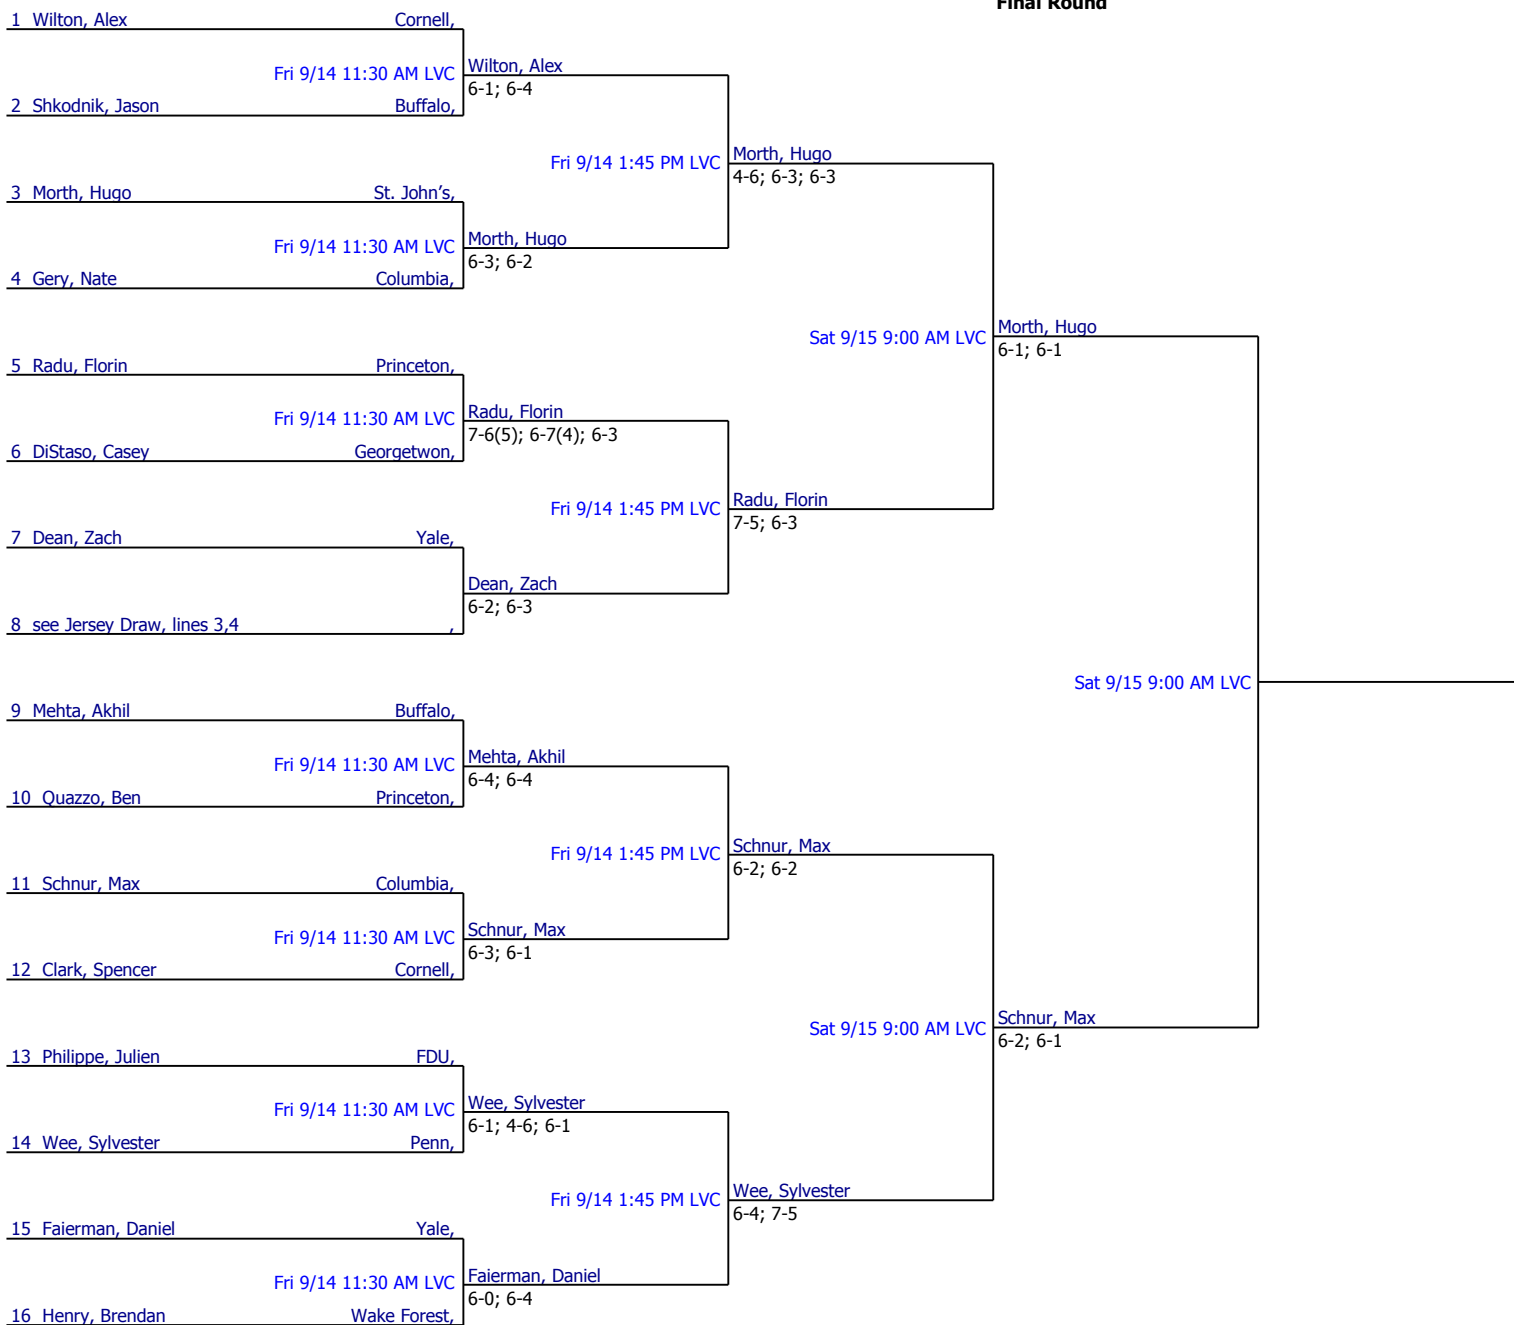 Final Round
1 Wilton, Alex Cornell,
Fri 9/14 11:30 AM LVC
Wilton, Alex
6-1; 6-4
2 Shkodnik, Jason Buffalo,
Fri 9/14 1:45 PM LVC
Morth, Hugo
4-6; 6-3; 6-3
3 Morth, Hugo St. John's,
Fri 9/14 11:30 AM LVC
Morth, Hugo
6-3; 6-2
4 Gery, Nate Columbia,
Sat 9/15 9:00 AM LVC
Morth, Hugo
6-1; 6-1
5 Radu, Florin Princeton,
Fri 9/14 11:30 AM LVC
Radu, Florin
7-6(5); 6-7(4); 6-3
6 DiStaso, Casey Georgetwon,
Fri 9/14 1:45 PM LVC
Radu, Florin
7-5; 6-3
7 Dean, Zach Yale,
Dean, Zach
6-2; 6-3
8 see Jersey Draw, lines 3,4 ,
Sat 9/15 9:00 AM LVC
9 Mehta, Akhil Buffalo,
Fri 9/14 11:30 AM LVC
Mehta, Akhil
6-4; 6-4
10 Quazzo, Ben Princeton,
Fri 9/14 1:45 PM LVC
Schnur, Max
6-2; 6-2
11 Schnur, Max Columbia,
Fri 9/14 11:30 AM LVC
Schnur, Max
6-3; 6-1
12 Clark, Spencer Cornell,
Sat 9/15 9:00 AM LVC
Schnur, Max
6-2; 6-1
13 Philippe, Julien FDU,
Fri 9/14 11:30 AM LVC
Wee, Sylvester
6-1; 4-6; 6-1
14 Wee, Sylvester Penn,
Fri 9/14 1:45 PM LVC
Wee, Sylvester
6-4; 7-5
15 Faierman, Daniel Yale,
Fri 9/14 11:30 AM LVC
Faierman, Daniel
6-0; 6-4
16 Henry, Brendan Wake Forest,